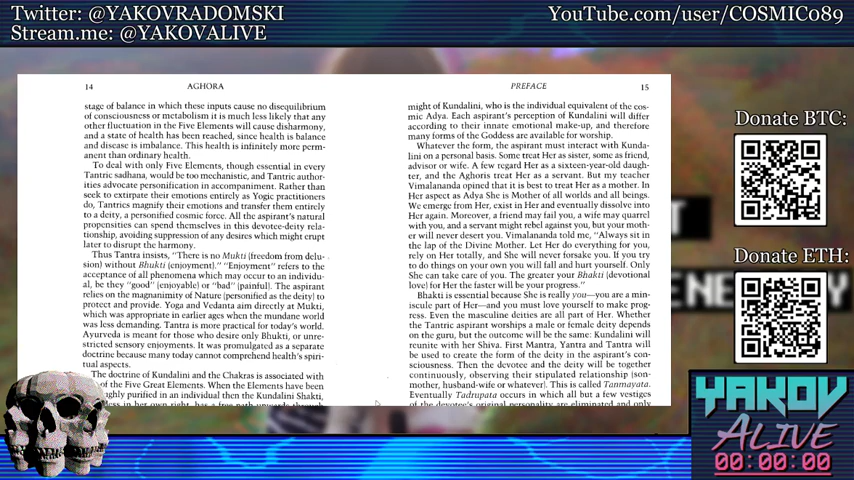 Twitter: @YAKOVRADOMSKI
Stream.me: @YAKOVALIVE
YouTube.com/user/COSMIC089
14 AGHORA
stage of balance in which these inputs cause no disequilibrium
of consciousness or metabolism it is much less likely that any
other fluctuation in the Five Elements will cause disharmony,
and a state of health has been reached, since health is balance
and disease is imbalance. This health is infinitely more perm-
anent than ordinary health.
To deal with only Five Elements, though essential in every
Tantric sadhana, would be too mechanistic, and Tantric author-
ities advocate personification in accompaniment. Rather than
seek to extirpate their emotions entirely as Yogic practitioners
do, Tantrics magnify their emotions and transfer them entirely
to a deity, a personified cosmic force. All the aspirant's natural
propensities can spend themselves in this devotee-deity rela-
tionship, avoiding suppression of any desires which might erupt
later to disrupt the harmony.
Thus Tantra insists, "There is no Mukti (freedom from delu-
sion) without Bhukti (enjoyment)." "Enjoyment" refers to the
acceptance of all phenomena which may occur to an individu-
al, be they "good" (enjoyable) or "bad" (painful). The aspirant
relies on the magnanimity of Nature (personified as the deity) to
protect and provide. Yoga and Vedanta aim directly at Mukti,
which was appropriate in earlier ages when the mundane world
was less demanding. Tantra is more practical for today's world.
Ayurveda is meant for those who desire only Bhukti, or unre-
stricted sensory enjoyments. It was promulgated as a separate
doctrine because many today cannot comprehend health's spiri-
tual aspects.
The doctrine of Kundalini and the Chakras is associated with
of the Five Great Elements. When the Elements have been
purified in an individual then the Kundalini Shakti,
in her own right, has a free path upwards through
PREFACE 15
might of Kundalini, who is the individual equivalent of the cos-
mic Adya. Each aspirant's perception of Kundalini will differ
according to their innate emotional make-up, and therefore
many forms of the Goddess are available for worship.
Whatever the form, the aspirant must interact with Kunda-
lini on a personal basis. Some treat Her as sister, some as friend,
advisor or wife. A few regard Her as a sixteen-year-old daugh-
ter, and the Aghoris treat Her as a servant. But my teacher
Vimalananda opined that it is best to treat Her as a mother. In
Her aspect as Adya She is Mother of all worlds and all beings.
We emerge from Her, exist in Her and eventually dissolve into
Her again. Moreover, a friend may fail you, a wife may quarrel
with you, and a servant might rebel against you, but your moth-
er will never desert you. Vimalananda told me, "Always sit in
the lap of the Divine Mother. Let Her do everything for you,
rely on Her totally, and She will never forsake you. If you try
to do things on your own you will fall and hurt yourself. Only
She can take care of you. The greater your Bhakti (devotional
love) for Her the faster will be your progress."
Bhakti is essential because She is really you—you are a min-
iscule part of Her—and you must love yourself to make prog-
ress. Even the masculine deities are all part of Her. Whether
the Tantric aspirant worships a male or female deity depends
on the guru, but the outcome will be the same: Kundalini will
reunite with her Shiva. First Mantra, Yantra and Tantra will
be used to create the form of the deity in the aspirant's con-
sciousness. Then the devotee and the deity will be together
continuously, observing their stipulated relationship (son-
mother, husband-wife or whatever). This is called Tanmayata.
Eventually Tadrupata occurs in which all but a few vestiges
of the devotee's original personality are eliminated and only
Donate BTC:
Donate ETH:
YAKOV
ALIVE
00:00:00